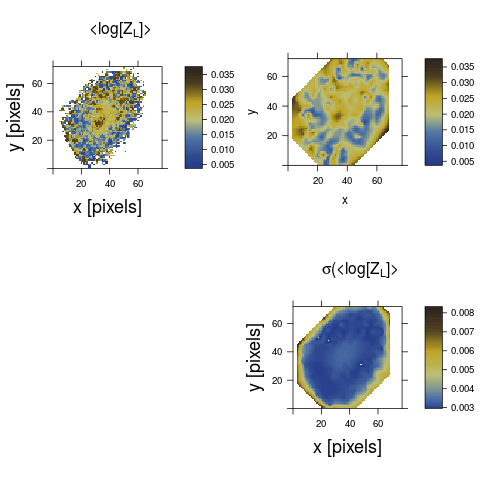 <log[Z_L]>
60
40
20
20 40 60
x [pixels]
y [pixels]
0.035
0.030
0.025
0.020
0.015
0.010
0.005
60
40
20
20 40 60
x
y
0.035
0.030
0.025
0.020
0.015
0.010
0.005
σ(<log[Z_L]>
60
40
20
20 40 60
x [pixels]
y [pixels]
0.008
0.007
0.006
0.005
0.004
0.003